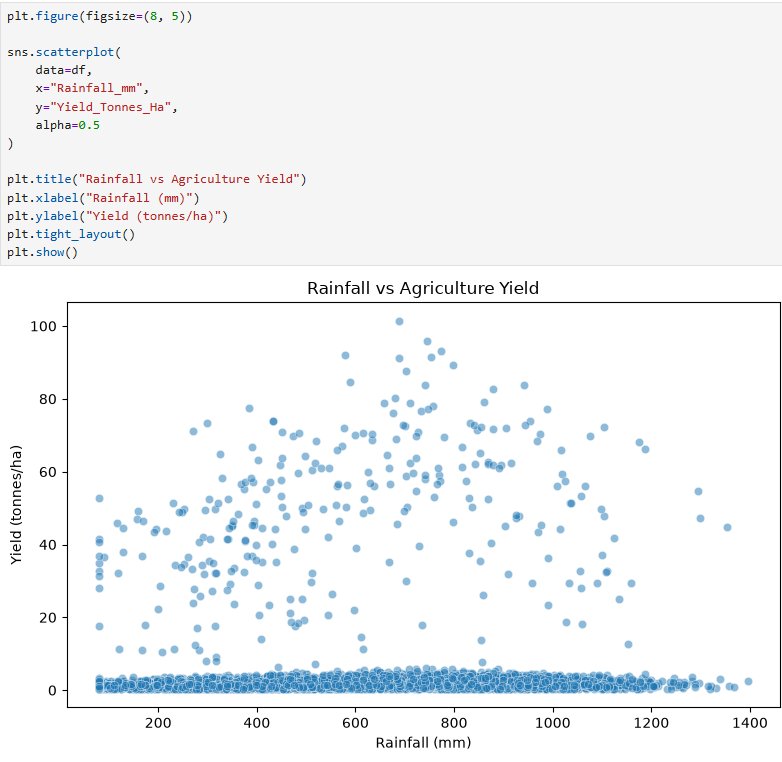 plt.figure(figsize=(8, 5))
sns.scatterplot(
    data=df,
    x="Rainfall_mm",
    y="Yield_Tonnes_Ha",
    alpha=0.5
)
plt.title("Rainfall vs Agriculture Yield")
plt.xlabel("Rainfall (mm)")
plt.ylabel("Yield (tonnes/ha)")
plt.tight_layout()
plt.show()
Rainfall vs Agriculture Yield
100
80
60
40
20
0
Yield (tonnes/ha)
200 400 600 800 1000 1200 1400
Rainfall (mm)